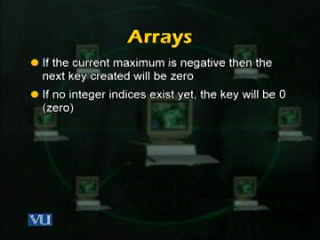 Arrays
If the current maximum is negative then the
next key created will be zero
If no integer indices exist yet, the key will be 0
(zero)
VU